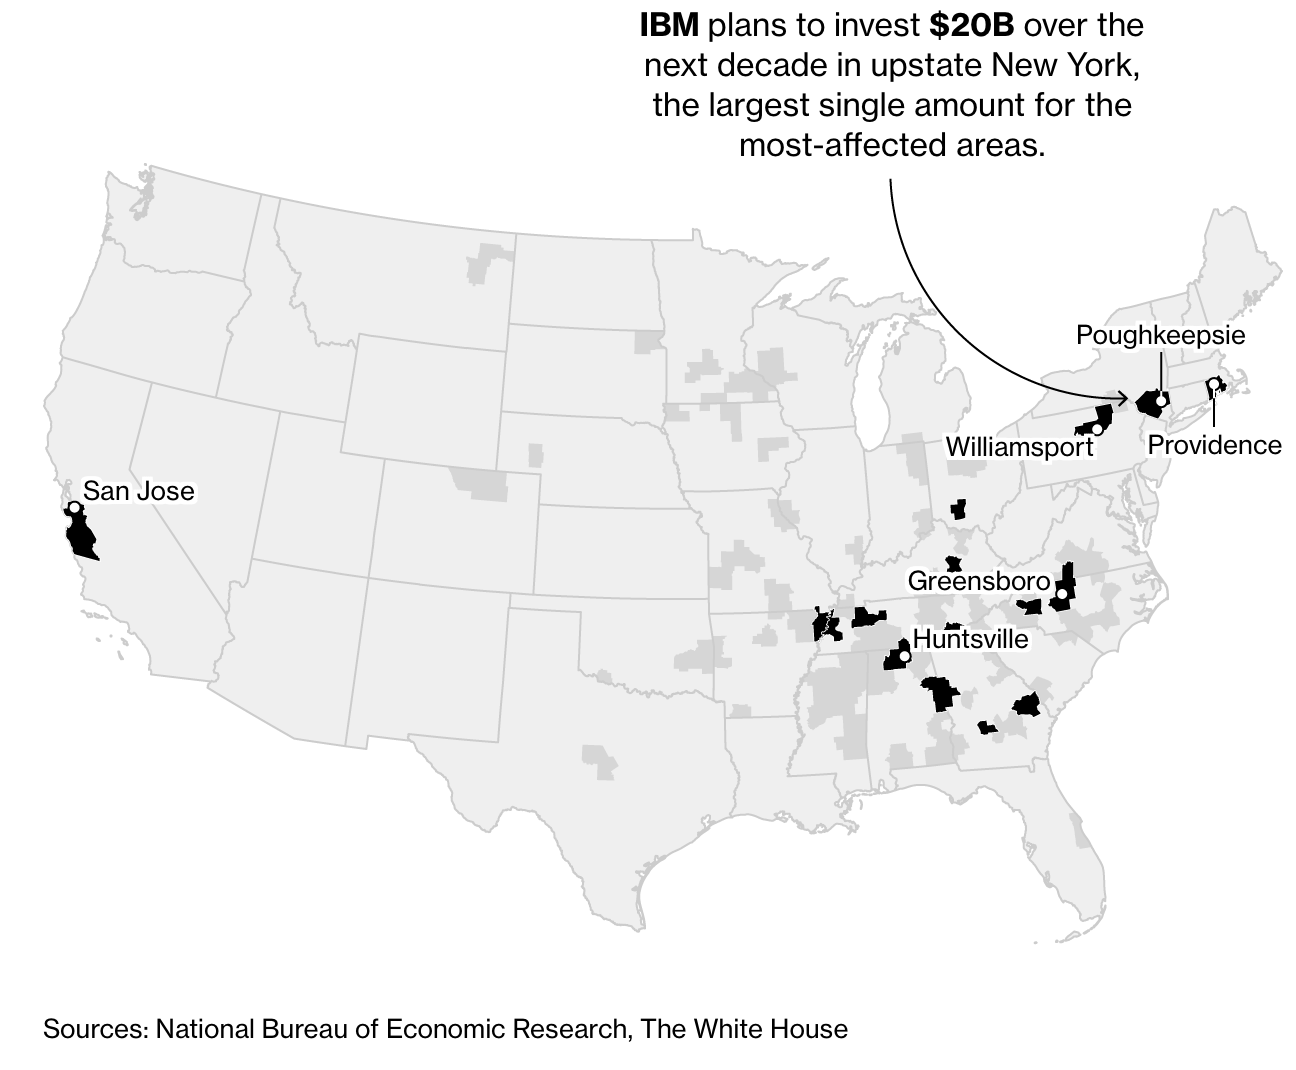 IBM plans to invest $20B over the
next decade in upstate New York,
the largest single amount for the
most-affected areas.
Poughkeepsie
Williamsport
Providence
San Jose
Greensboro
Huntsville
Sources: National Bureau of Economic Research, The White House